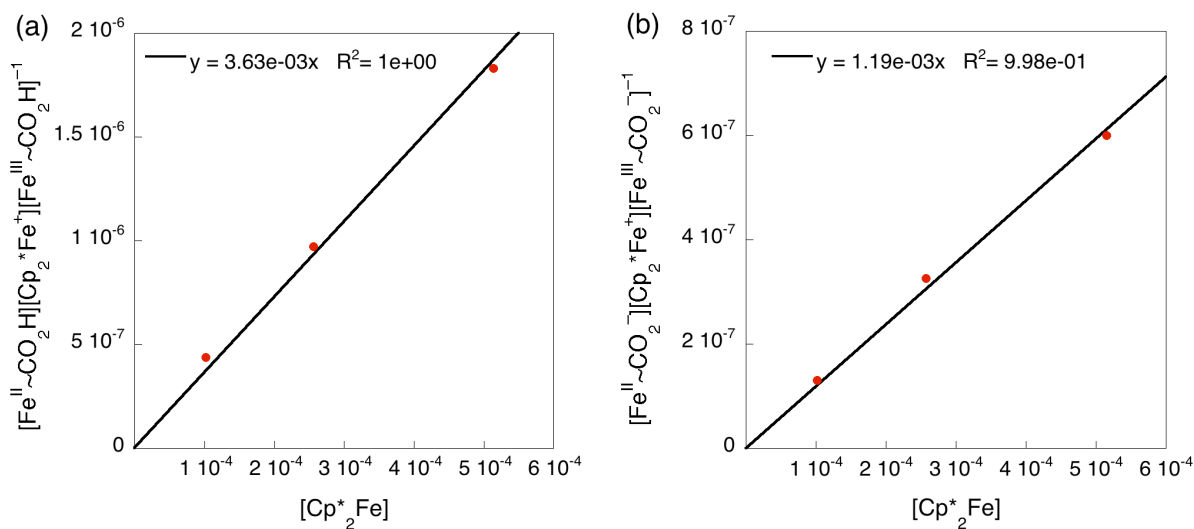 (a)
2 10⁻⁶
1.5 10⁻⁶
1 10⁻⁶
5 10⁻⁷
0
y = 3.63e-03x R²= 1e+00
[Feᴵᴵ~CO₂H][Cp₂*Fe⁺][Feᴵᴵᴵ~CO₂H]⁻¹
1 10⁻⁴ 2 10⁻⁴ 3 10⁻⁴ 4 10⁻⁴ 5 10⁻⁴ 6 10⁻⁴
[Cp*₂Fe]
(b)
8 10⁻⁷
6 10⁻⁷
4 10⁻⁷
2 10⁻⁷
0
y = 1.19e-03x R²= 9.98e-01
[Feᴵᴵ~CO₂⁻][Cp₂*Fe⁺][Feᴵᴵᴵ~CO₂⁻]⁻¹
1 10⁻⁴ 2 10⁻⁴ 3 10⁻⁴ 4 10⁻⁴ 5 10⁻⁴ 6 10⁻⁴
[Cp*₂Fe]